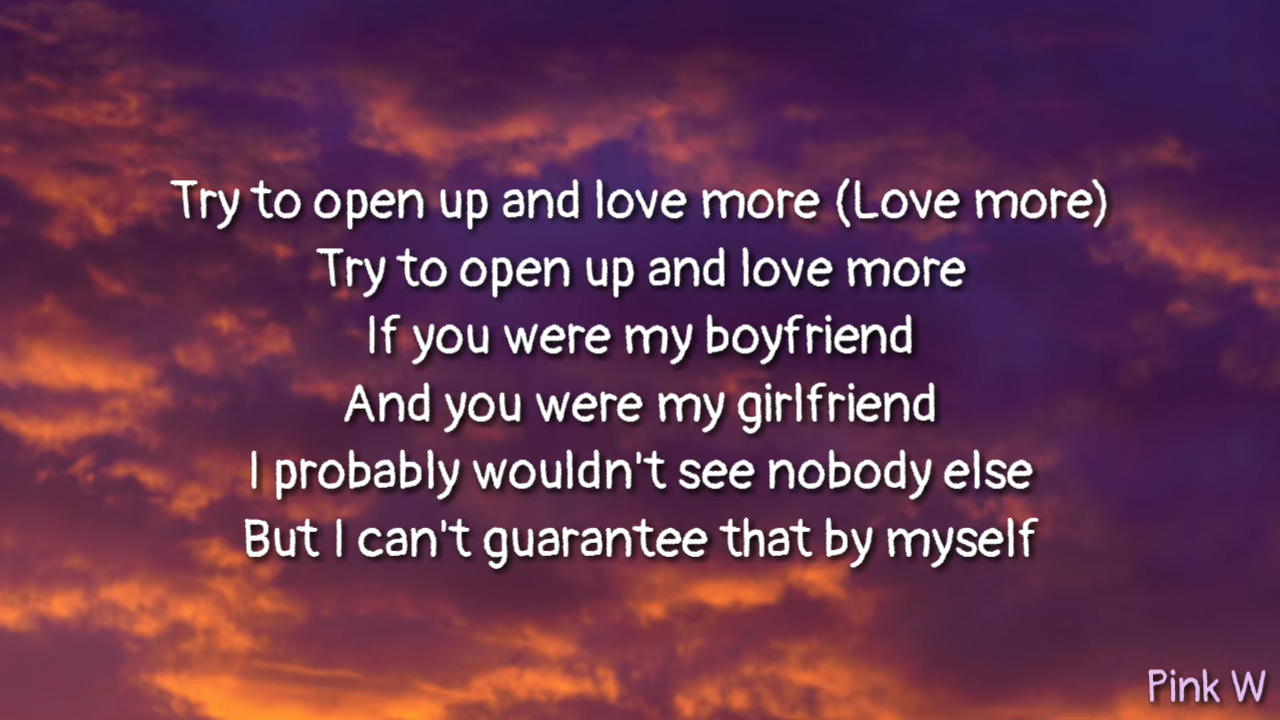 Try to open up and love more (Love more)
Try to open up and love more
If you were my boyfriend
And you were my girlfriend
I probably wouldn't see nobody else
But I can't guarantee that by myself
Pink W